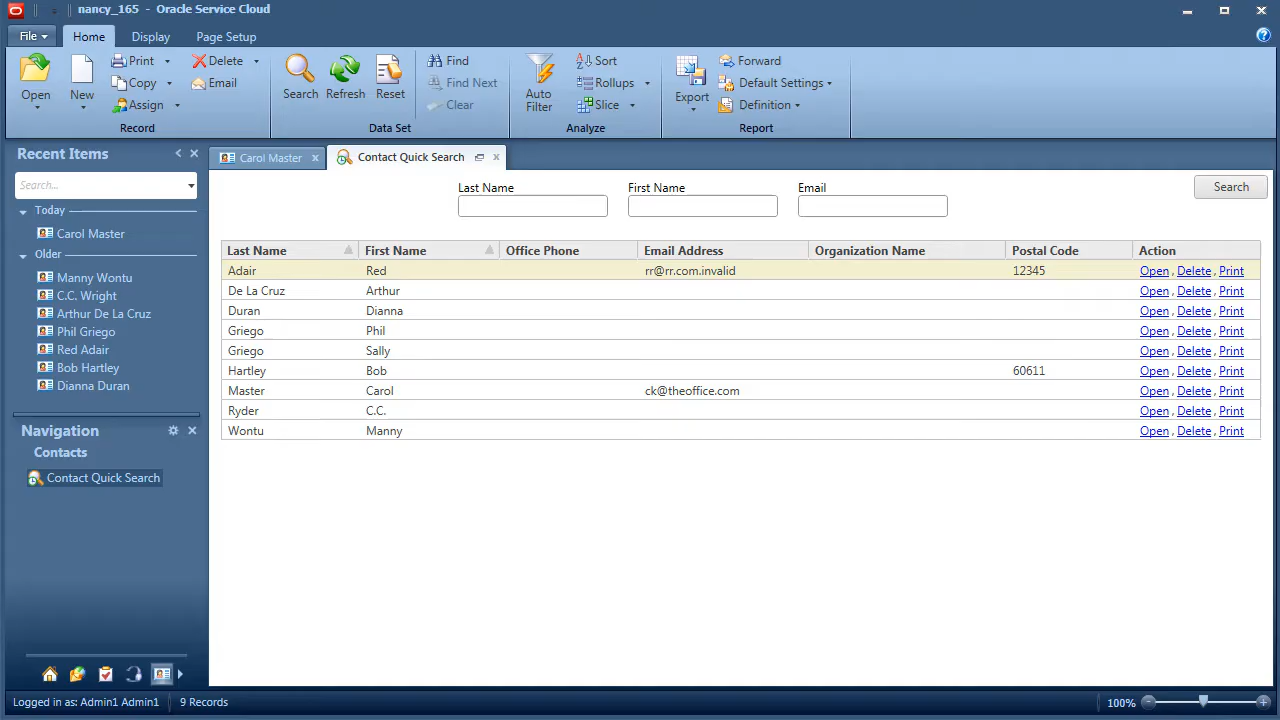 nancy_165 - Oracle Service Cloud
File Home Display Page Setup
Open New Print Copy Assign Delete Email
Record
Search Refresh Reset Find Find Next Clear
Data Set
Auto Filter Sort Rollups Slice
Analyze
Export Forward Default Settings Definition
Report
Recent Items
Search...
Today
Carol Master
Older
Manny Wontu
C.C. Wright
Arthur De La Cruz
Phil Griego
Red Adair
Bob Hartley
Dianna Duran
Navigation
Contacts
Contact Quick Search
Carol Master Contact Quick Search
Last Name First Name Email Search
Last Name First Name Office Phone Email Address Organization Name Postal Code Action
Adair Red rr@rr.com.invalid 12345 Open, Delete, Print
De La Cruz Arthur Open, Delete, Print
Duran Dianna Open, Delete, Print
Griego Phil Open, Delete, Print
Griego Sally Open, Delete, Print
Hartley Bob 60611 Open, Delete, Print
Master Carol ck@theoffice.com Open, Delete, Print
Ryder C.C. Open, Delete, Print
Wontu Manny Open, Delete, Print
Logged in as: Admin1 Admin1 9 Records 100%